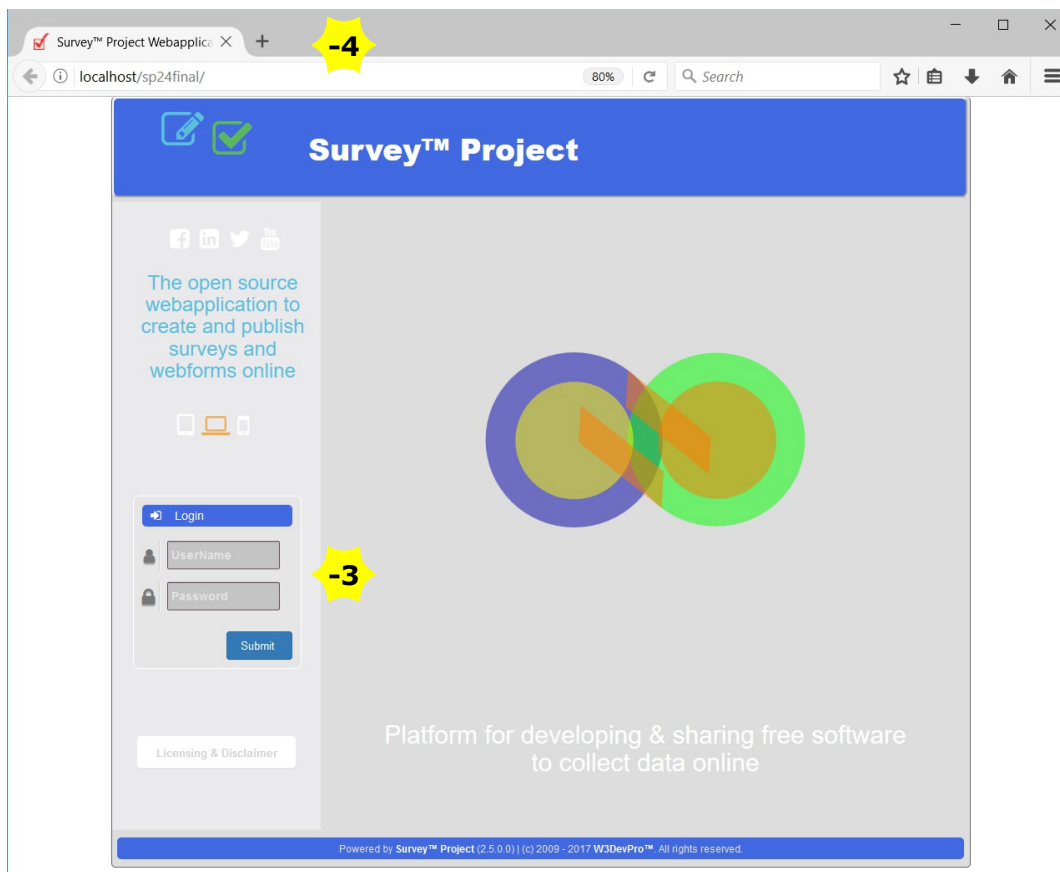 Survey™ Project Webapplica
-4
localhost/sp24final/
80%
Search
Survey™ Project
You
Tube
The open source
webapplication to
create and publish
surveys and
webforms online
Login
UserName
-3
Password
Submit
Platform for developing & sharing free software
to collect data online
Licensing & Disclaimer
Powered by Survey™ Project (2.5.0.0) | (c) 2009 - 2017 W3DevPro™. All rights reserved.